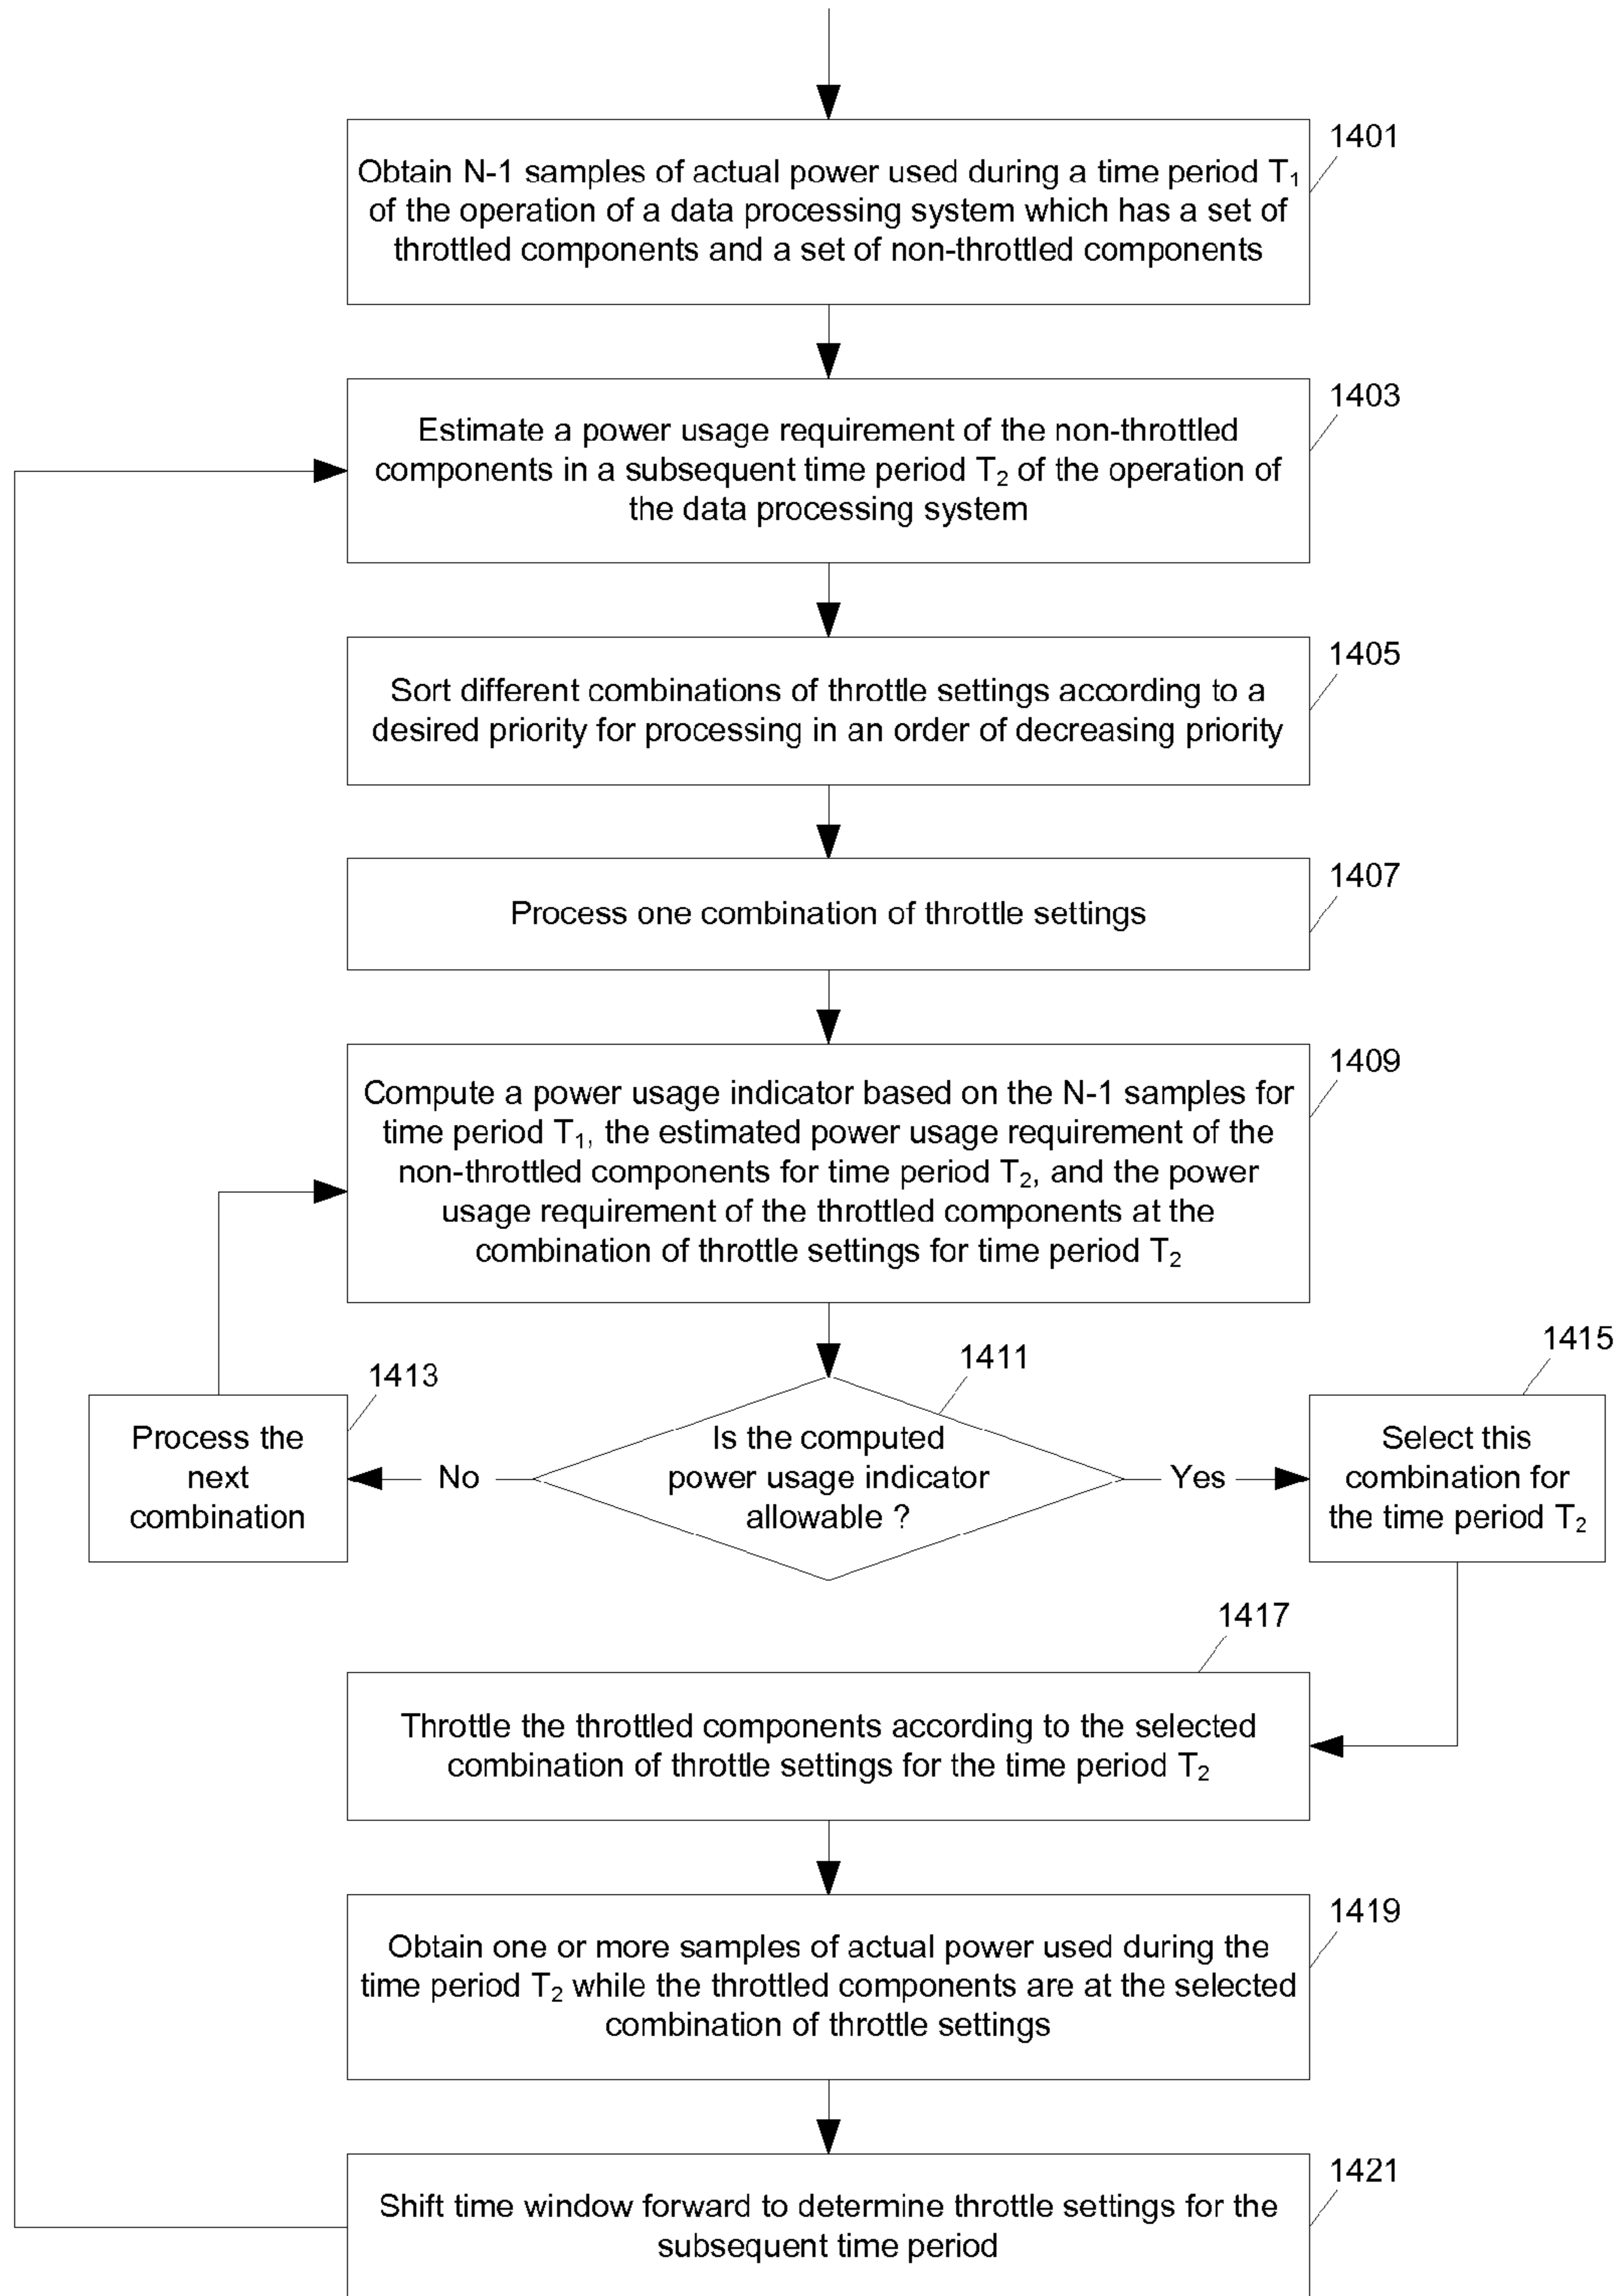 1401
Obtain N-1 samples of actual power used during a time period T₁
of the operation of a data processing system which has a set of
throttled components and a set of non-throttled components
1403
Estimate a power usage requirement of the non-throttled
components in a subsequent time period T₂ of the operation of
the data processing system
1405
Sort different combinations of throttle settings according to a
desired priority for processing in an order of decreasing priority
1407
Process one combination of throttle settings
1409
Compute a power usage indicator based on the N-1 samples for
time period T₁, the estimated power usage requirement of the
non-throttled components for time period T₂, and the power
usage requirement of the throttled components at the
combination of throttle settings for time period T₂
1411
Is the computed
power usage indicator
allowable ?
No
1413
Process the
next
combination
Yes
1415
Select this
combination for
the time period T₂
1417
Throttle the throttled components according to the selected
combination of throttle settings for the time period T₂
1419
Obtain one or more samples of actual power used during the
time period T₂ while the throttled components are at the selected
combination of throttle settings
1421
Shift time window forward to determine throttle settings for the
subsequent time period